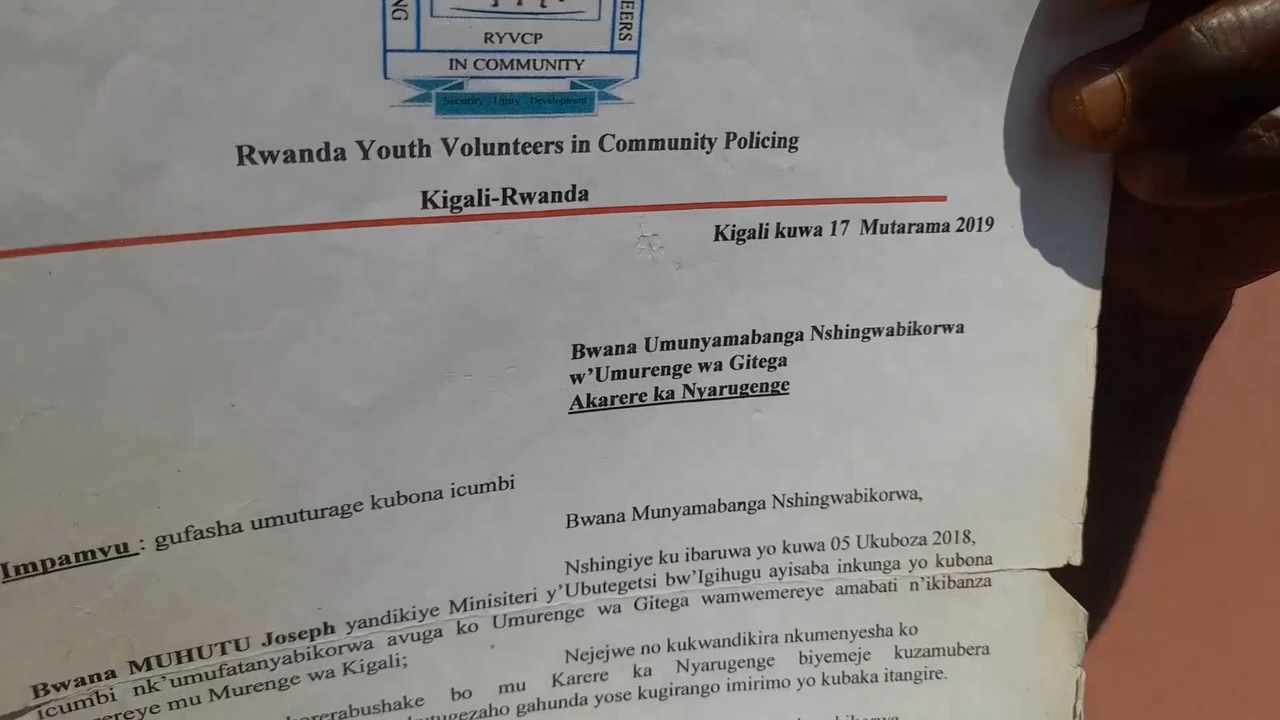 NG
EERS
RYVCP
IN COMMUNITY
Security Unity Development
Rwanda Youth Volunteers in Community Policing
Kigali-Rwanda
Kigali kuwa 17 Mutarama 2019
Bwana Umunyamabanga Nshingwabikorwa
w’Umurenge wa Gitega
Akarere ka Nyarugenge
Impamvu : gufasha umuturage kubona icumbi
Bwana Munyamabanga Nshingwabikorwa,
Nshingiye ku ibaruwa yo kuwa 05 Ukuboza 2018,
Bwana MUHUTU Joseph yandikiye Minisiteri y’Ubutegetsi bw’Igihugu ayisaba inkunga yo kubona
icumbi nk’umufatanyabikorwa avuga ko Umurenge wa Gitega wamwemereye amabati n’ikibanza
ereye mu Murenge wa Kigali;
Nejejwe no kukwandikira nkumenyesha ko
orerabushake bo mu Karere ka Nyarugenge biyemeje kuzamubera
gahunda yose kugirango imirimo yo kubaka itangire.